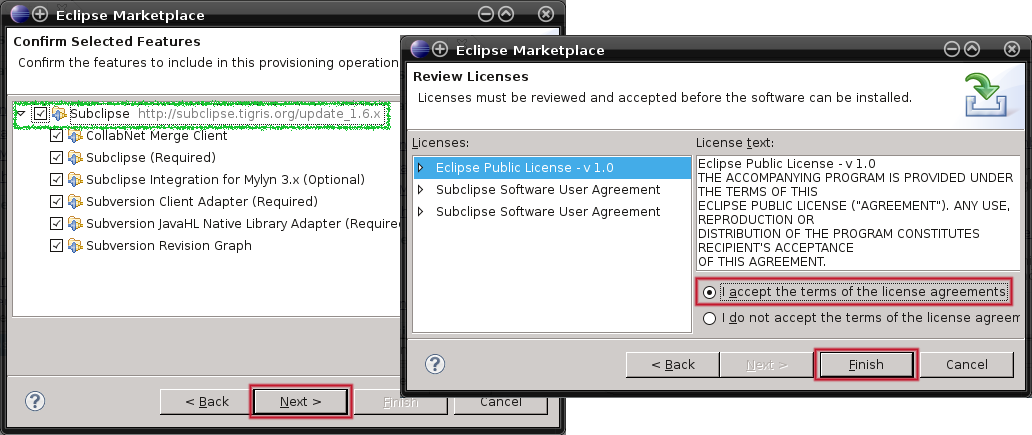 Eclipse Marketplace
Confirm Selected Features
Confirm the features to include in this provisioning operation
Subclipse http://subclipse.tigris.org/update_1.6.x
CollabNet Merge Client
Subclipse (Required)
Subclipse Integration for Mylyn 3.x (Optional)
Subversion Client Adapter (Required)
Subversion JavaHL Native Library Adapter (Require
Subversion Revision Graph
?
< Back
Next >
Finish
Cancel
Eclipse Marketplace
Review Licenses
Licenses must be reviewed and accepted before the software can be installed.
Licenses:
Eclipse Public License - v 1.0
Subclipse Software User Agreement
Subclipse Software User Agreement
License text:
Eclipse Public License - v 1.0
THE ACCOMPANYING PROGRAM IS PROVIDED UNDER
THE TERMS OF THIS
ECLIPSE PUBLIC LICENSE ("AGREEMENT"). ANY USE,
REPRODUCTION OR
DISTRIBUTION OF THE PROGRAM CONSTITUTES
RECIPIENT'S ACCEPTANCE
OF THIS AGREEMENT.
I accept the terms of the license agreements
I do not accept the terms of the license agreem
?
< Back
Next >
Finish
Cancel